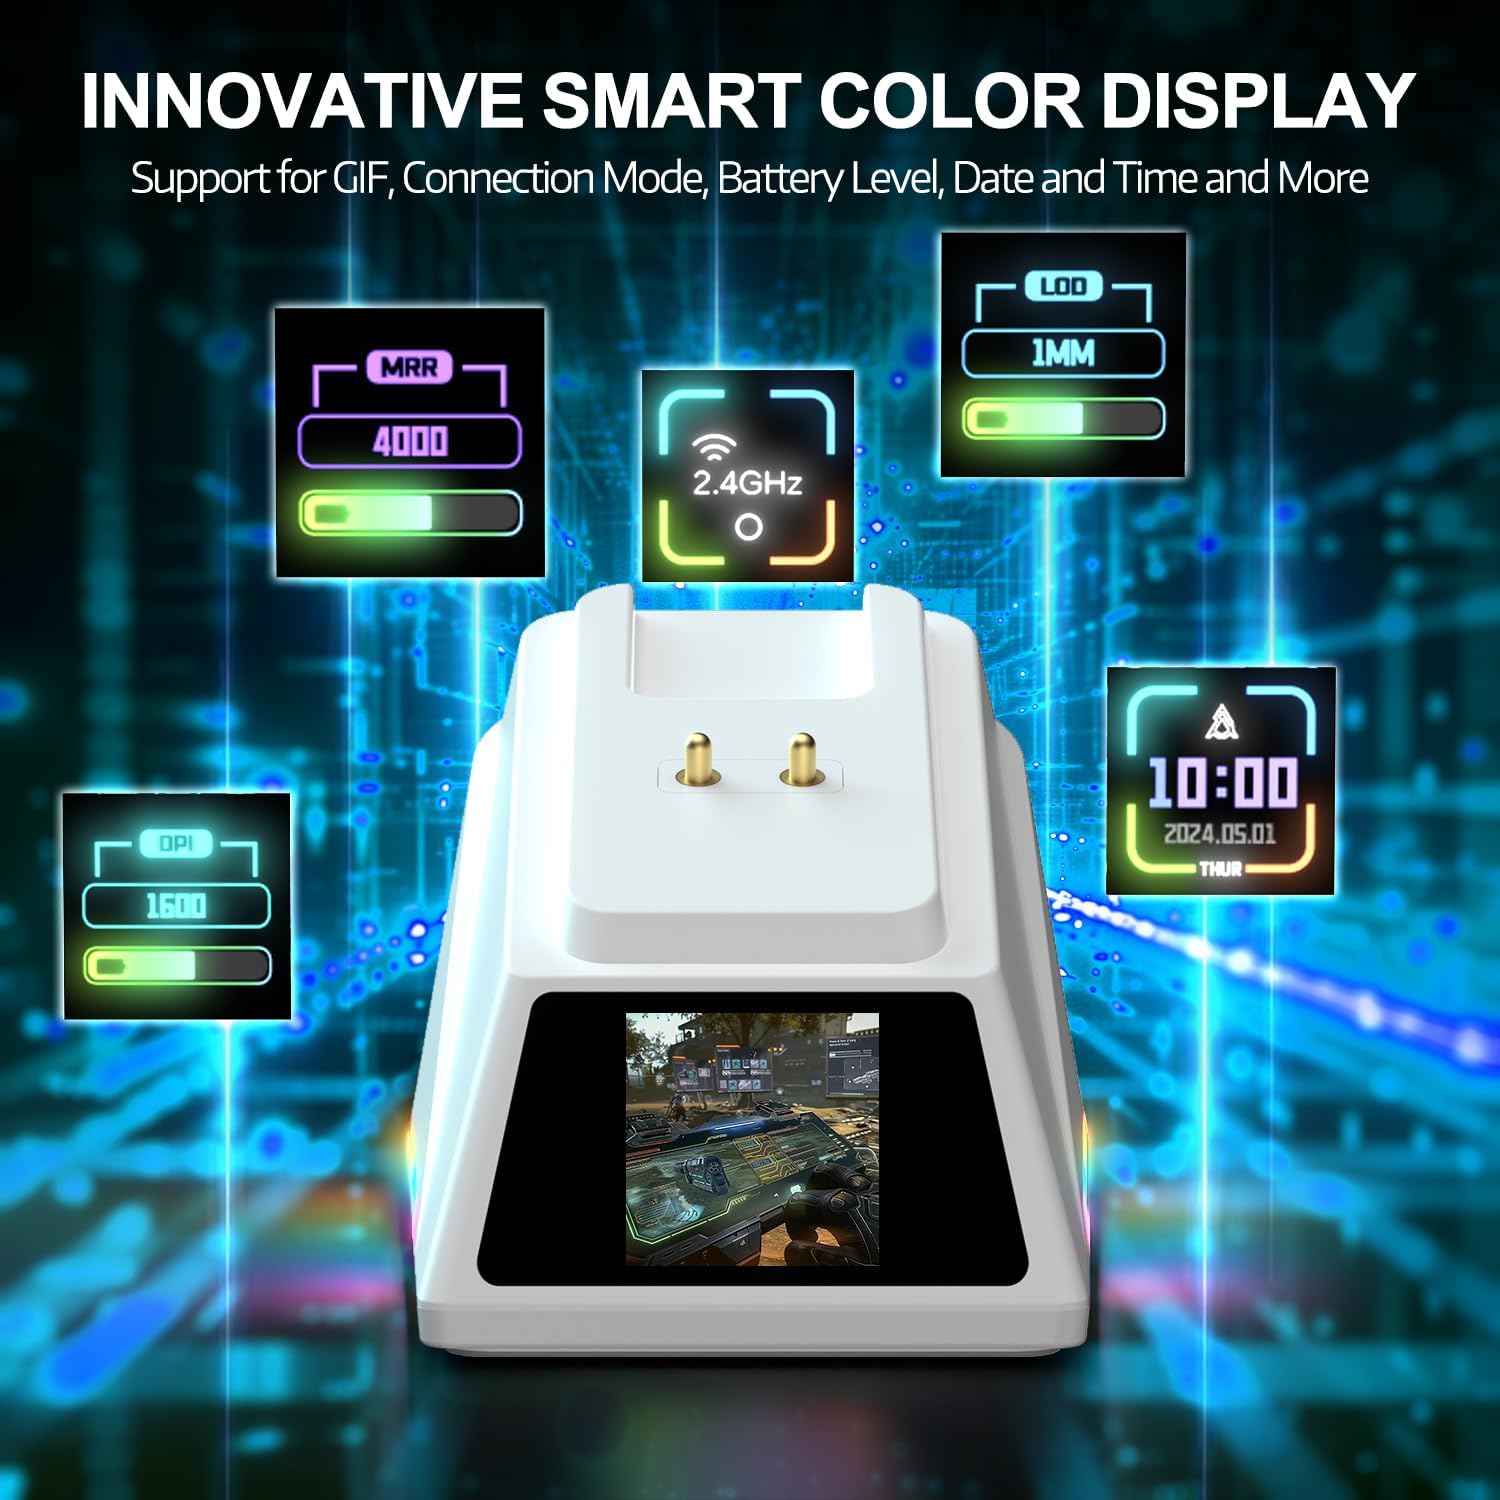 INNOVATIVE SMART COLOR DISPLAY
Support for GIF, Connection Mode, Battery Level, Date and Time and More
LOD
1MM
MRR
4000
2.4GHz
10:00
2024.05.01
THUR
DPI
1600